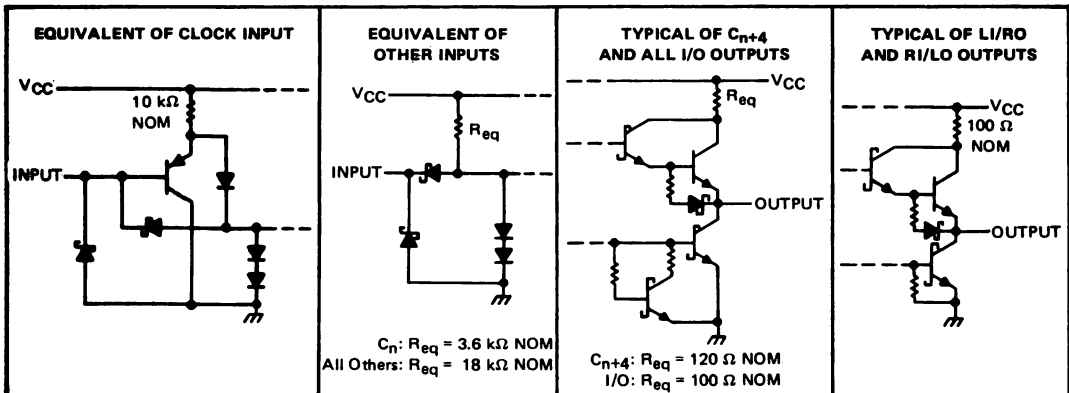 EQUIVALENT OF CLOCK INPUT
VCC
10 kΩ
NOM
INPUT
EQUIVALENT OF
OTHER INPUTS
VCC
Req
INPUT
Cn: Req = 3.6 kΩ NOM
All Others: Req = 18 kΩ NOM
TYPICAL OF Cn+4
AND ALL I/O OUTPUTS
VCC
Req
OUTPUT
Cn+4: Req = 120 Ω NOM
I/O: Req = 100 Ω NOM
TYPICAL OF LI/RO
AND RI/LO OUTPUTS
VCC
100 Ω
NOM
OUTPUT